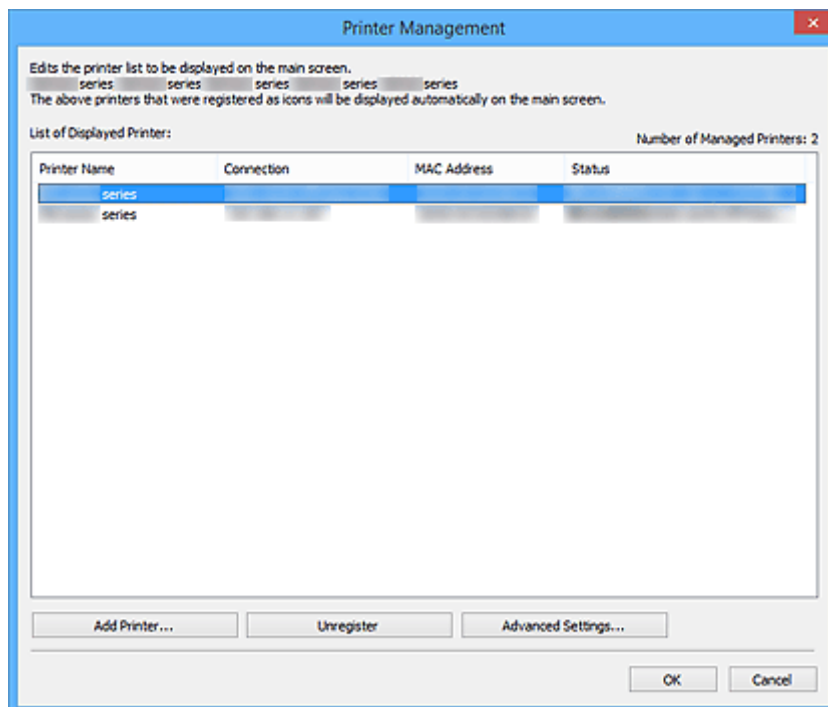 Printer Management
Edits the printer list to be displayed on the main screen.
series series series series series
The above printers that were registered as icons will be displayed automatically on the main screen.
List of Displayed Printer:
Number of Managed Printers: 2
Printer Name Connection MAC Address Status
series
series
Add Printer... Unregister Advanced Settings...
OK Cancel